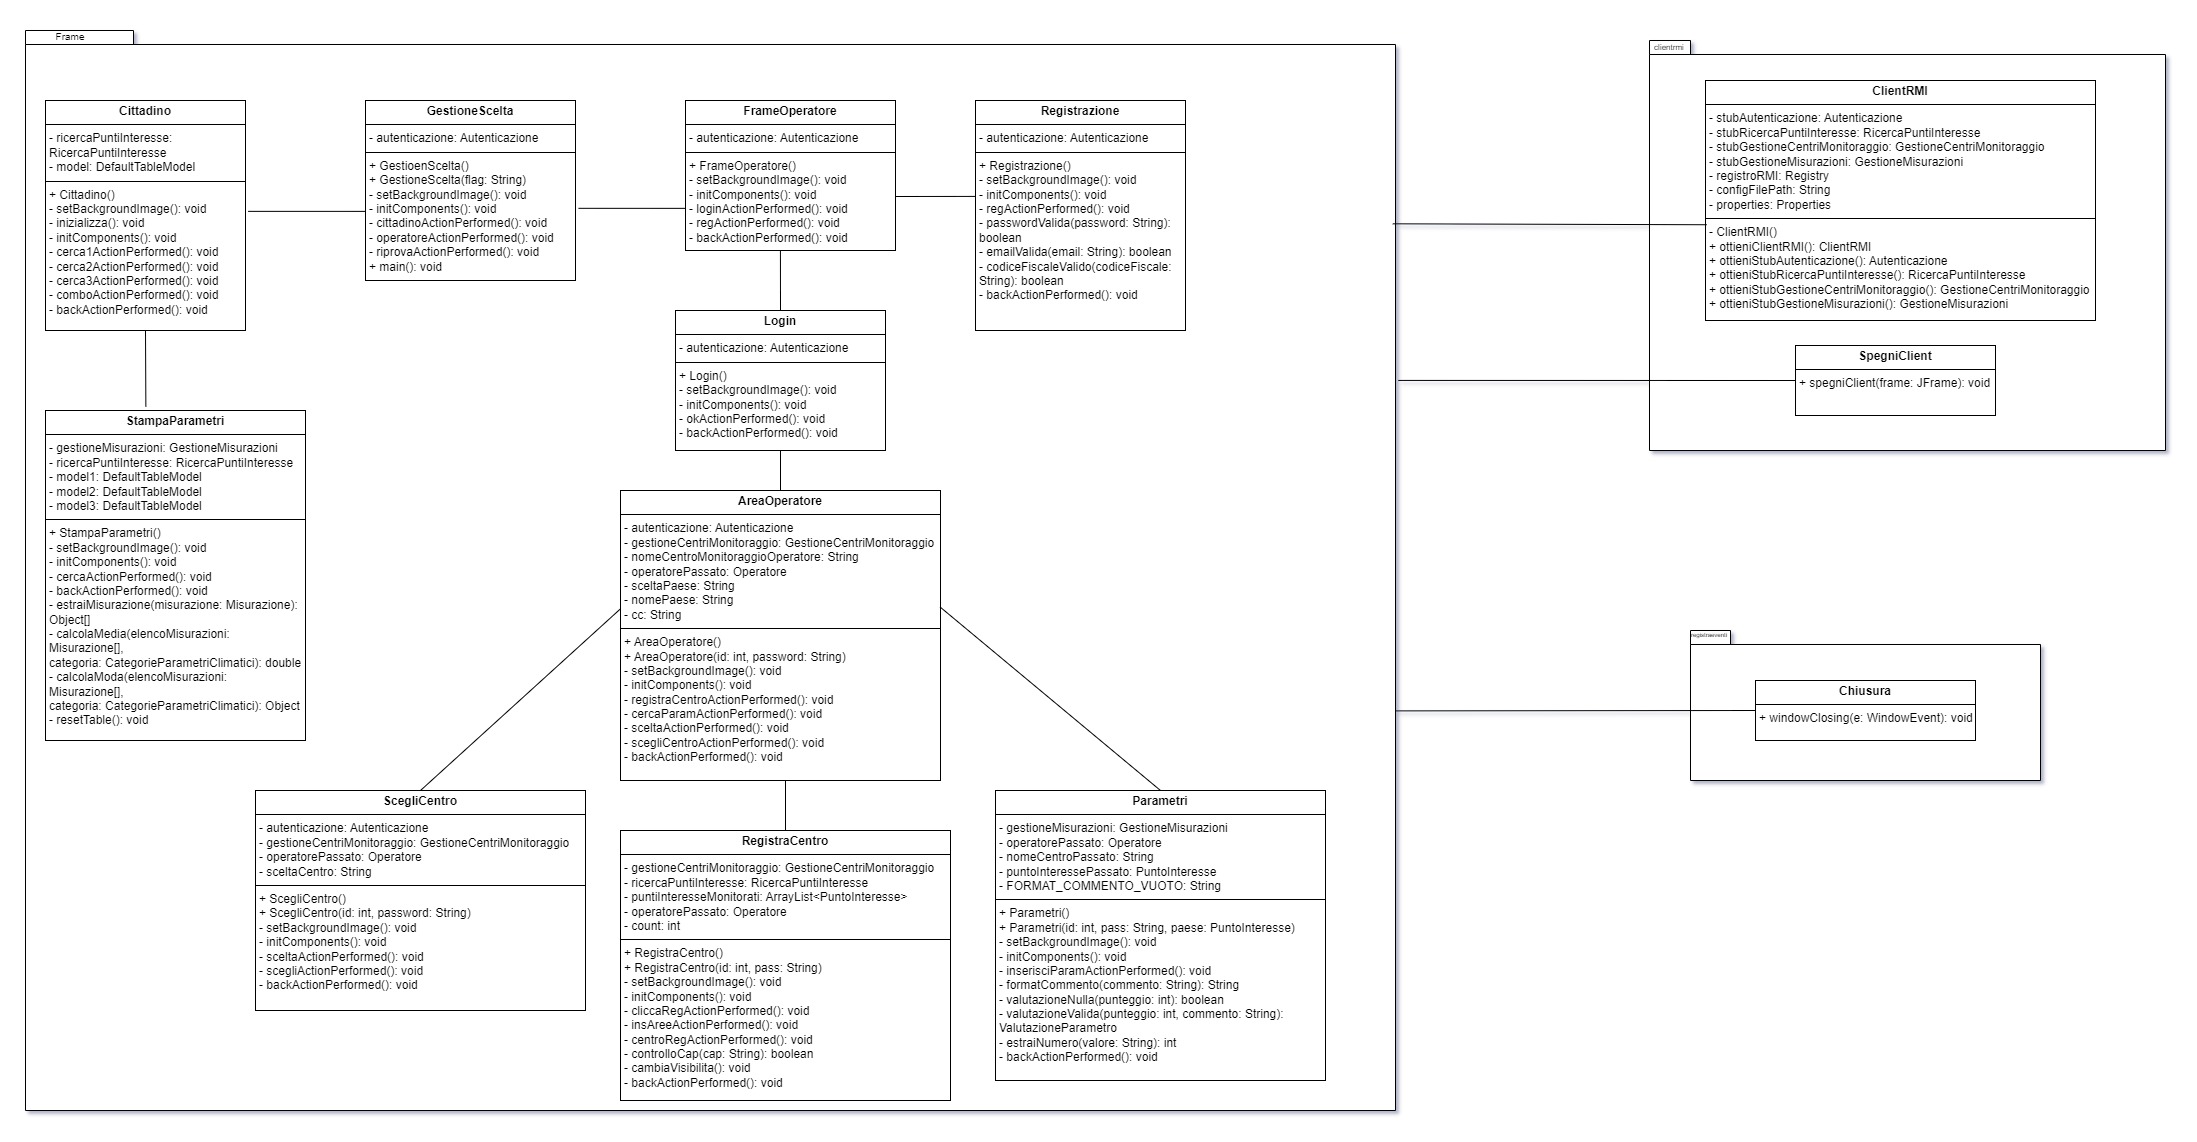 Frame
Cittadino
- ricercaPuntiInteresse:
RicercaPuntiInteresse
- model: DefaultTableModel
+ Cittadino()
- setBackgroundImage(): void
- inizializza(): void
- initComponents(): void
- cerca1ActionPerformed(): void
- cerca2ActionPerformed(): void
- cerca3ActionPerformed(): void
- comboActionPerformed(): void
- backActionPerformed(): void
GestioneScelta
- autenticazione: Autenticazione
+ GestioenScelta()
+ GestioneScelta(flag: String)
- setBackgroundImage(): void
- initComponents(): void
- cittadinoActionPerformed(): void
- operatoreActionPerformed(): void
- riprovaActionPerformed(): void
+ main(): void
FrameOperatore
- autenticazione: Autenticazione
+ FrameOperatore()
- setBackgroundImage(): void
- initComponents(): void
- loginActionPerformed(): void
- regActionPerformed(): void
- backActionPerformed(): void
Registrazione
- autenticazione: Autenticazione
+ Registrazione()
- setBackgroundImage(): void
- initComponents(): void
- regActionPerformed(): void
- passwordValida(password: String):
boolean
- emailValida(email: String): boolean
- codiceFiscaleValido(codiceFiscale:
String): boolean
- backActionPerformed(): void
Login
- autenticazione: Autenticazione
+ Login()
- setBackgroundImage(): void
- initComponents(): void
- okActionPerformed(): void
- backActionPerformed(): void
StampaParametri
- gestioneMisurazioni: GestioneMisurazioni
- ricercaPuntiInteresse: RicercaPuntiInteresse
- model1: DefaultTableModel
- model2: DefaultTableModel
- model3: DefaultTableModel
+ StampaParametri()
- setBackgroundImage(): void
- initComponents(): void
- cercaActionPerformed(): void
- backActionPerformed(): void
- estraiMisurazione(misurazione: Misurazione):
Object[]
- calcolaMedia(elencoMisurazioni:
Misurazione[],
categoria: CategorieParametriClimatici): double
- calcolaModa(elencoMisurazioni:
Misurazione[],
categoria: CategorieParametriClimatici): Object
- resetTable(): void
AreaOperatore
- autenticazione: Autenticazione
- gestioneCentriMonitoraggio: GestioneCentriMonitoraggio
- nomeCentroMonitoraggioOperatore: String
- operatorePassato: Operatore
- sceltaPaese: String
- nomePaese: String
- cc: String
+ AreaOperatore()
+ AreaOperatore(id: int, password: String)
- setBackgroundImage(): void
- initComponents(): void
- registraCentroActionPerformed(): void
- cercaParamActionPerformed(): void
- sceltaActionPerformed(): void
- scegliCentroActionPerformed(): void
- backActionPerformed(): void
ScegliCentro
- autenticazione: Autenticazione
- gestioneCentriMonitoraggio: GestioneCentriMonitoraggio
- operatorePassato: Operatore
- sceltaCentro: String
+ ScegliCentro()
+ ScegliCentro(id: int, password: String)
- setBackgroundImage(): void
- initComponents(): void
- sceltaActionPerformed(): void
- scegliActionPerformed(): void
- backActionPerformed(): void
RegistraCentro
- gestioneCentriMonitoraggio: GestioneCentriMonitoraggio
- ricercaPuntiInteresse: RicercaPuntiInteresse
- puntiInteresseMonitorati: ArrayList<PuntoInteresse>
- operatorePassato: Operatore
- count: int
+ RegistraCentro()
+ RegistraCentro(id: int, pass: String)
- setBackgroundImage(): void
- initComponents(): void
- cliccaRegActionPerformed(): void
- insAreeActionPerformed(): void
- centroRegActionPerformed(): void
- controlloCap(cap: String): boolean
- cambiaVisibilita(): void
- backActionPerformed(): void
Parametri
- gestioneMisurazioni: GestioneMisurazioni
- operatorePassato: Operatore
- nomeCentroPassato: String
- puntoInteressePassato: PuntoInteresse
- FORMAT_COMMENTO_VUOTO: String
+ Parametri()
+ Parametri(id: int, pass: String, paese: PuntoInteresse)
- setBackgroundImage(): void
- initComponents(): void
- inserisciParamActionPerformed(): void
- formatCommento(commento: String): String
- valutazioneNulla(punteggio: int): boolean
- valutazioneValida(punteggio: int, commento: String):
ValutazioneParametro
- estraiNumero(valore: String): int
- backActionPerformed(): void
clientrmi
ClientRMI
- stubAutenticazione: Autenticazione
- stubRicercaPuntiInteresse: RicercaPuntiInteresse
- stubGestioneCentriMonitoraggio: GestioneCentriMonitoraggio
- stubGestioneMisurazioni: GestioneMisurazioni
- registroRMI: Registry
- configFilePath: String
- properties: Properties
- ClientRMI()
+ ottieniClientRMI(): ClientRMI
+ ottieniStubAutenticazione(): Autenticazione
+ ottieniStubRicercaPuntiInteresse(): RicercaPuntiInteresse
+ ottieniStubGestioneCentriMonitoraggio(): GestioneCentriMonitoraggio
+ ottieniStubGestioneMisurazioni(): GestioneMisurazioni
SpegniClient
+ spegniClient(frame: JFrame): void
Chiusura
+ windowClosing(e: WindowEvent): void